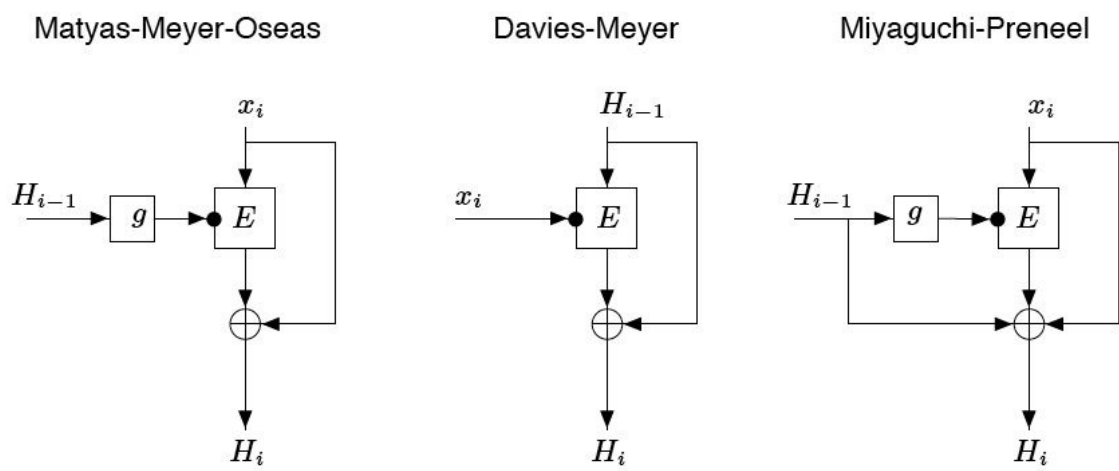 Matyas-Meyer-Oseas
x_i
H_{i-1}
g
E
H_i
Davies-Meyer
H_{i-1}
x_i
E
H_i
Miyaguchi-Preneel
x_i
H_{i-1}
g
E
H_i